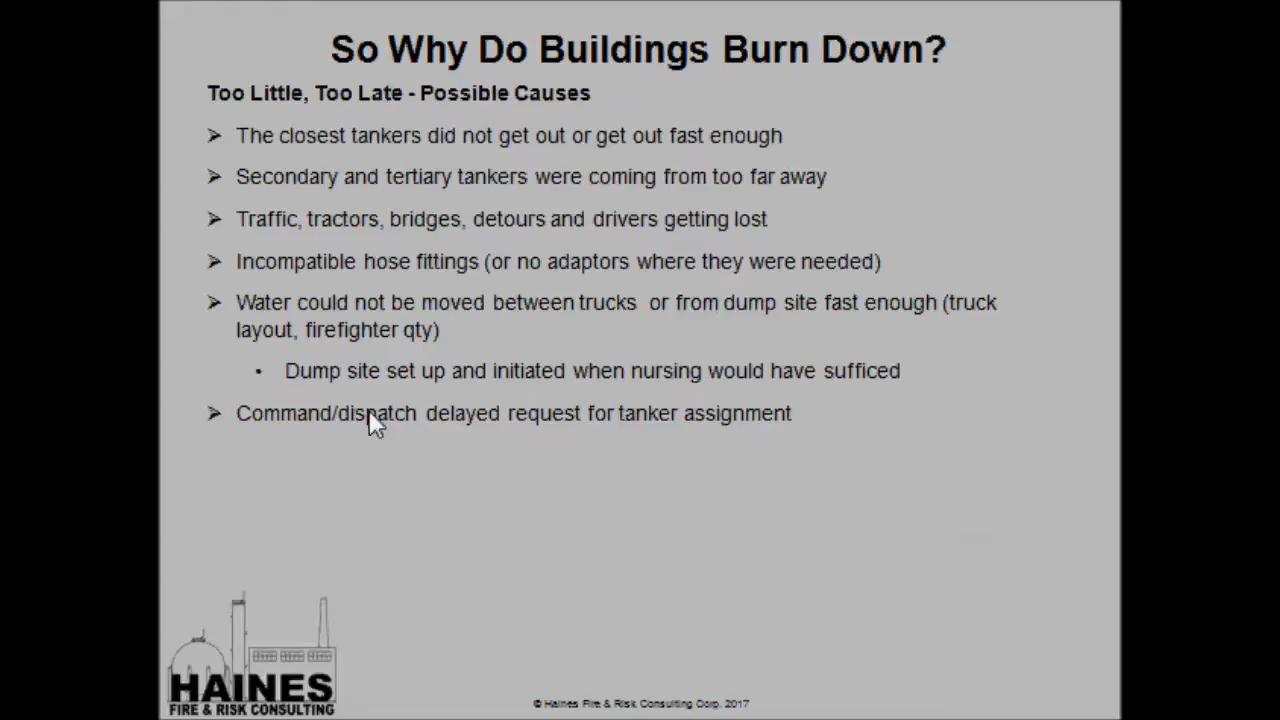 So Why Do Buildings Burn Down?
Too Little, Too Late - Possible Causes
➢ The closest tankers did not get out or get out fast enough
➢ Secondary and tertiary tankers were coming from too far away
➢ Traffic, tractors, bridges, detours and drivers getting lost
➢ Incompatible hose fittings (or no adaptors where they were needed)
➢ Water could not be moved between trucks or from dump site fast enough (truck
layout, firefighter qty)
• Dump site set up and initiated when nursing would have sufficed
➢ Command/dispatch delayed request for tanker assignment
HAINES
FIRE & RISK CONSULTING
© Haines Fire & Risk Consulting Corp. 2017